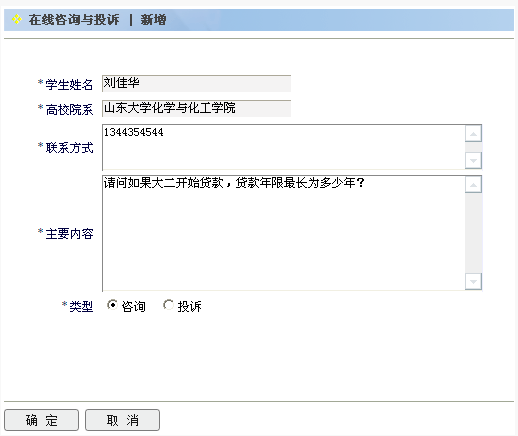 在线咨询与投诉 | 新增
*学生姓名 刘佳华
*高校院系 山东大学化学与化工学院
*联系方式 1344354544
*主要内容 请问如果大二开始贷款，贷款年限最长为多少年？
*类型 咨询 投诉
确 定 取 消